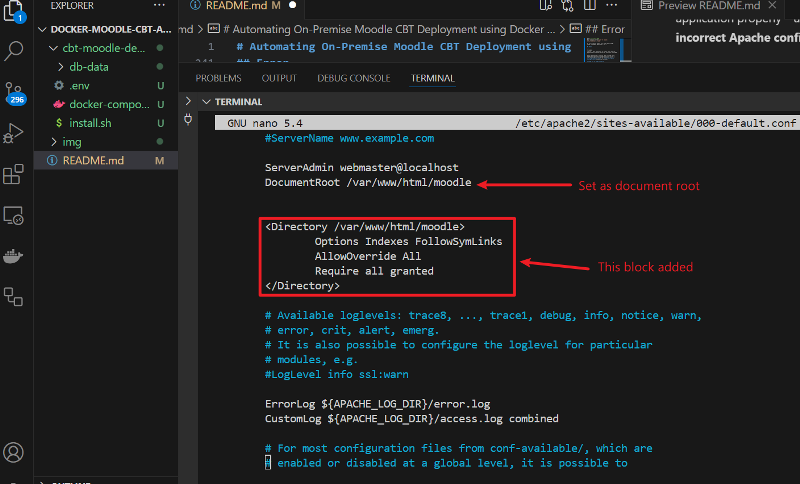 1
EXPLORER
...
DOCKER-MOODLE-CBT-A...
cbt-moodle-de...
db-data
.env U
docker-compo... U
install.sh U
img
README.md M
296
README.md M
Preview README.md
...
md > # Automating On-Premise Moodle CBT Deployment using Docker ... > ## Error
1 # Automating On-Premise Moodle CBT Deployment using
## Error
application property
incorrect Apache confi
PROBLEMS OUTPUT DEBUG CONSOLE TERMINAL
TERMINAL
GNU nano 5.4 /etc/apache2/sites-available/000-default.conf
#ServerName www.example.com
ServerAdmin webmaster@localhost
DocumentRoot /var/www/html/moodle
Set as document root
<Directory /var/www/html/moodle>
Options Indexes FollowSymLinks
AllowOverride All
Require all granted
</Directory>
This block added
# Available loglevels: trace8, ..., trace1, debug, info, notice, warn,
# error, crit, alert, emerg.
# It is also possible to configure the loglevel for particular
# modules, e.g.
#LogLevel info ssl:warn
ErrorLog ${APACHE_LOG_DIR}/error.log
CustomLog ${APACHE_LOG_DIR}/access.log combined
# For most configuration files from conf-available/, which are
# enabled or disabled at a global level, it is possible to